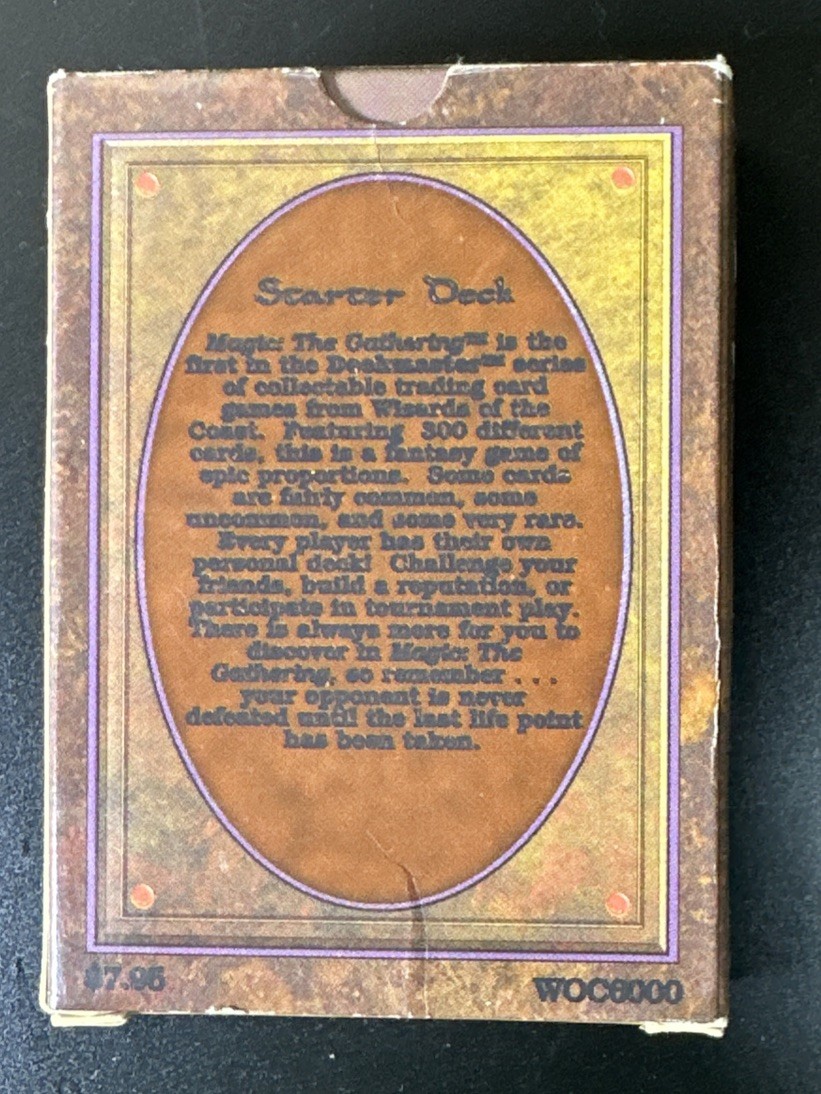 Starter Deck
Magic: The Gathering™ is the
first in the Deckmaster™ series
of collectable trading card
games from Wizards of the
Coast. Featuring 300 different
cards, this is a fantasy game of
epic proportions. Some cards
are fairly common, some
uncommon, and some very rare.
Every player has their own
personal deck! Challenge your
friends, build a reputation, or
participate in tournament play.
There is always more for you to
discover in Magic: The
Gathering, so remember . . .
your opponent is never
defeated until the last life point
has been taken.
$7.95 WOC6000